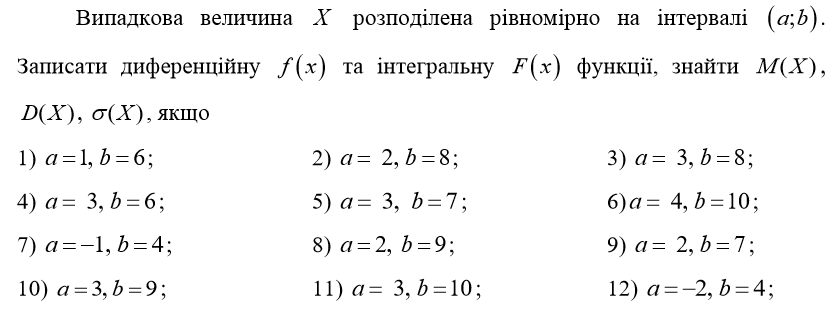 Випадкова величина X розподілена рівномірно на інтервалі (a;b).
Записати диференційну f(x) та інтегральну F(x) функції, знайти M(X),
D(X), σ(X), якщо
1) a=1, b=6; 2) a= 2, b=8; 3) a= 3, b=8;
4) a= 3, b=6; 5) a= 3, b=7; 6)a= 4, b=10;
7) a=−1, b=4; 8) a=2, b=9; 9) a= 2, b=7;
10) a=3, b=9; 11) a= 3, b=10; 12) a=−2, b=4;